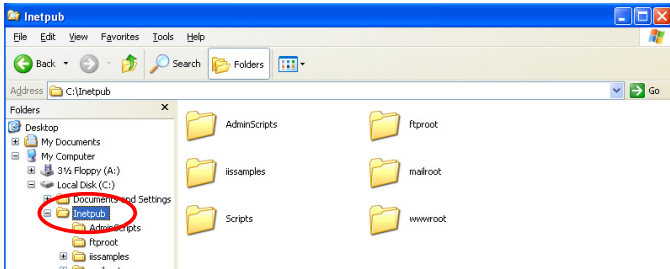 Inetpub
File Edit View Favorites Tools Help
Back Search Folders
Address C:\Inetpub Go
Folders x
Desktop
My Documents
My Computer
3½ Floppy (A:)
Local Disk (C:)
Documents and Settings
Inetpub
AdminScripts
ftproot
iissamples
AdminScripts ftproot
iissamples mailroot
Scripts wwwroot